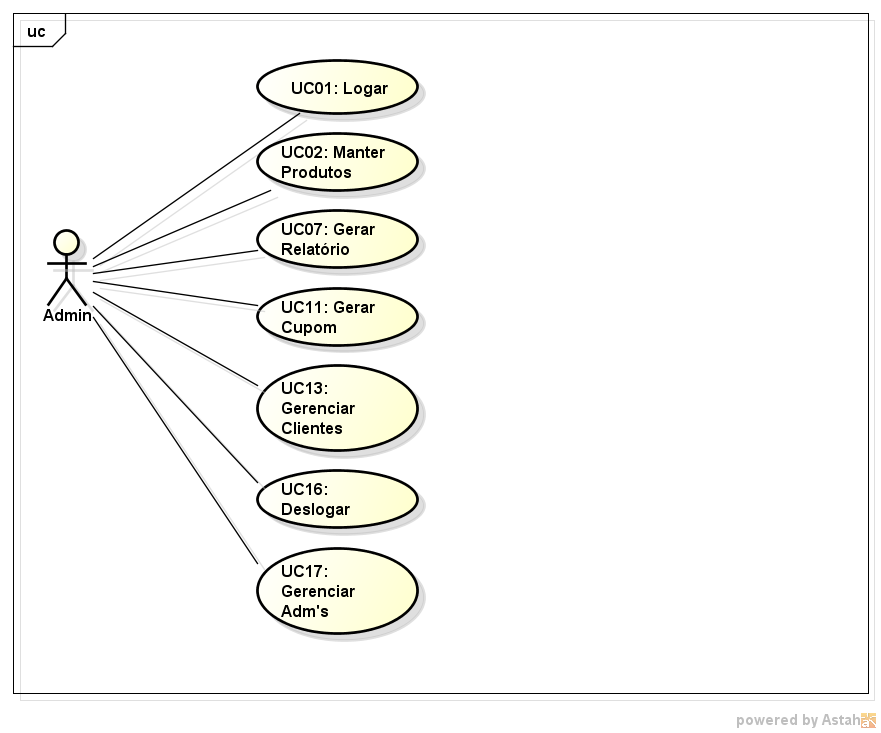 uc
UC01: Logar
UC02: Manter
Produtos
UC07: Gerar
Relatório
UC11: Gerar
Cupom
Admin
UC13:
Gerenciar
Clientes
UC16:
Deslogar
UC17:
Gerenciar
Adm's
powered by Astah